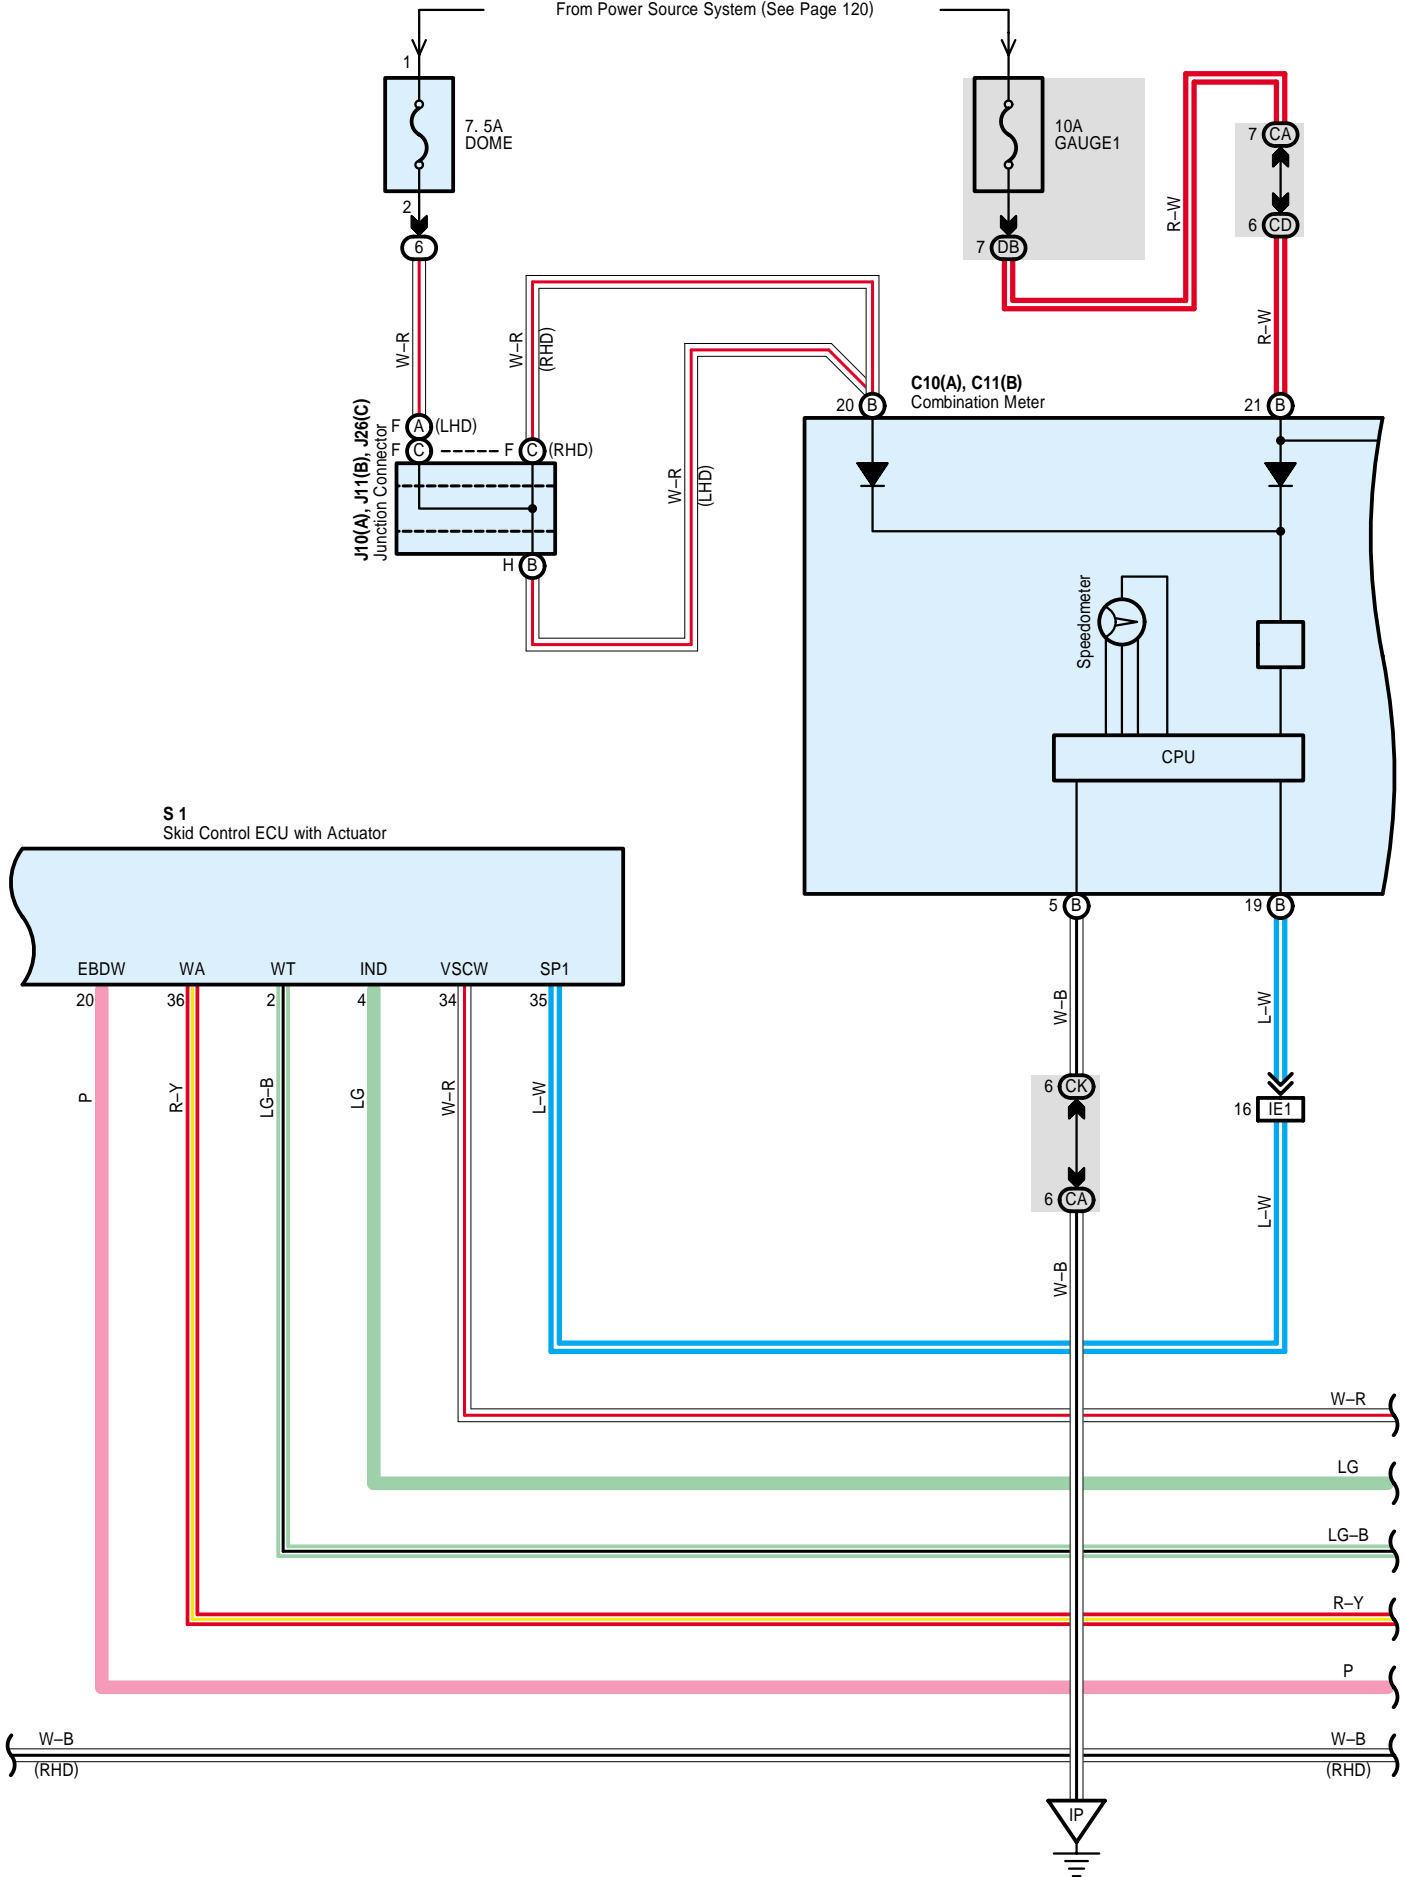 From Power Source System (See Page 120)
1
7. 5A
DOME
2
6
10A
GAUGE1
7 DB
7 CA
6 CD
R–W
R–W
W–R
W–R
(RHD)
W–R
(LHD)
F A (LHD)
F C F C (RHD)
H B
J10(A), J11(B), J26(C)
Junction Connector
C10(A), C11(B)
Combination Meter
20 B
21 B
Speedometer
CPU
5 B
19 B
S 1
Skid Control ECU with Actuator
EBDW WA WT IND VSCW SP1
20 36 2 4 34 35
P
R–Y
LG–B
LG
W–R
L–W
W–B
L–W
6 CK
16 IE1
6 CA
W–B
L–W
W–R
LG
LG–B
R–Y
P
W–B
(RHD)
W–B
(RHD)
IP